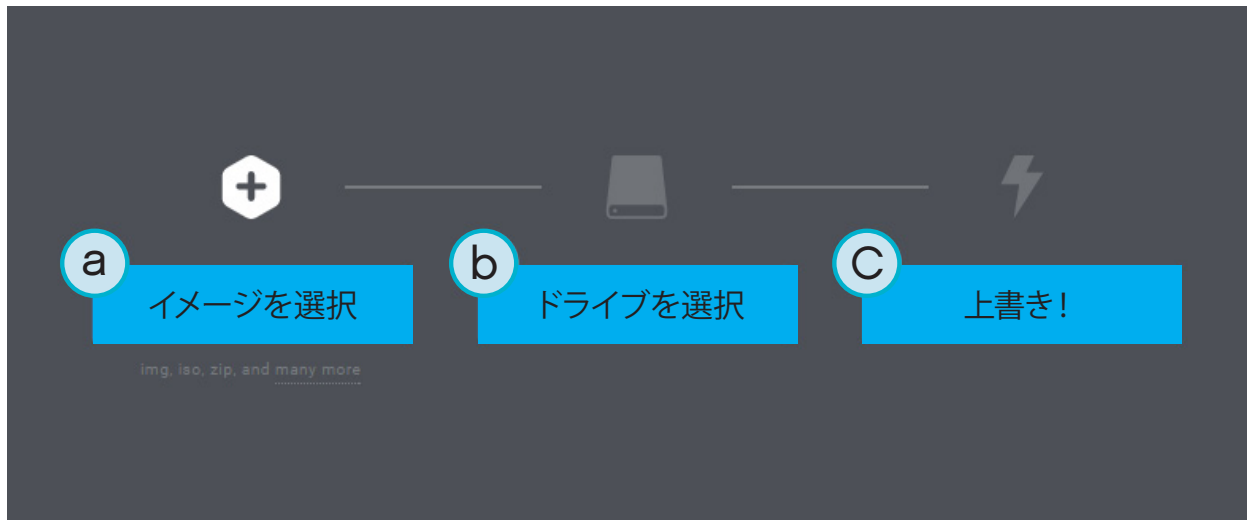 a
イメージを選択
b
ドライブを選択
C
上書き！
img, iso, zip, and many more